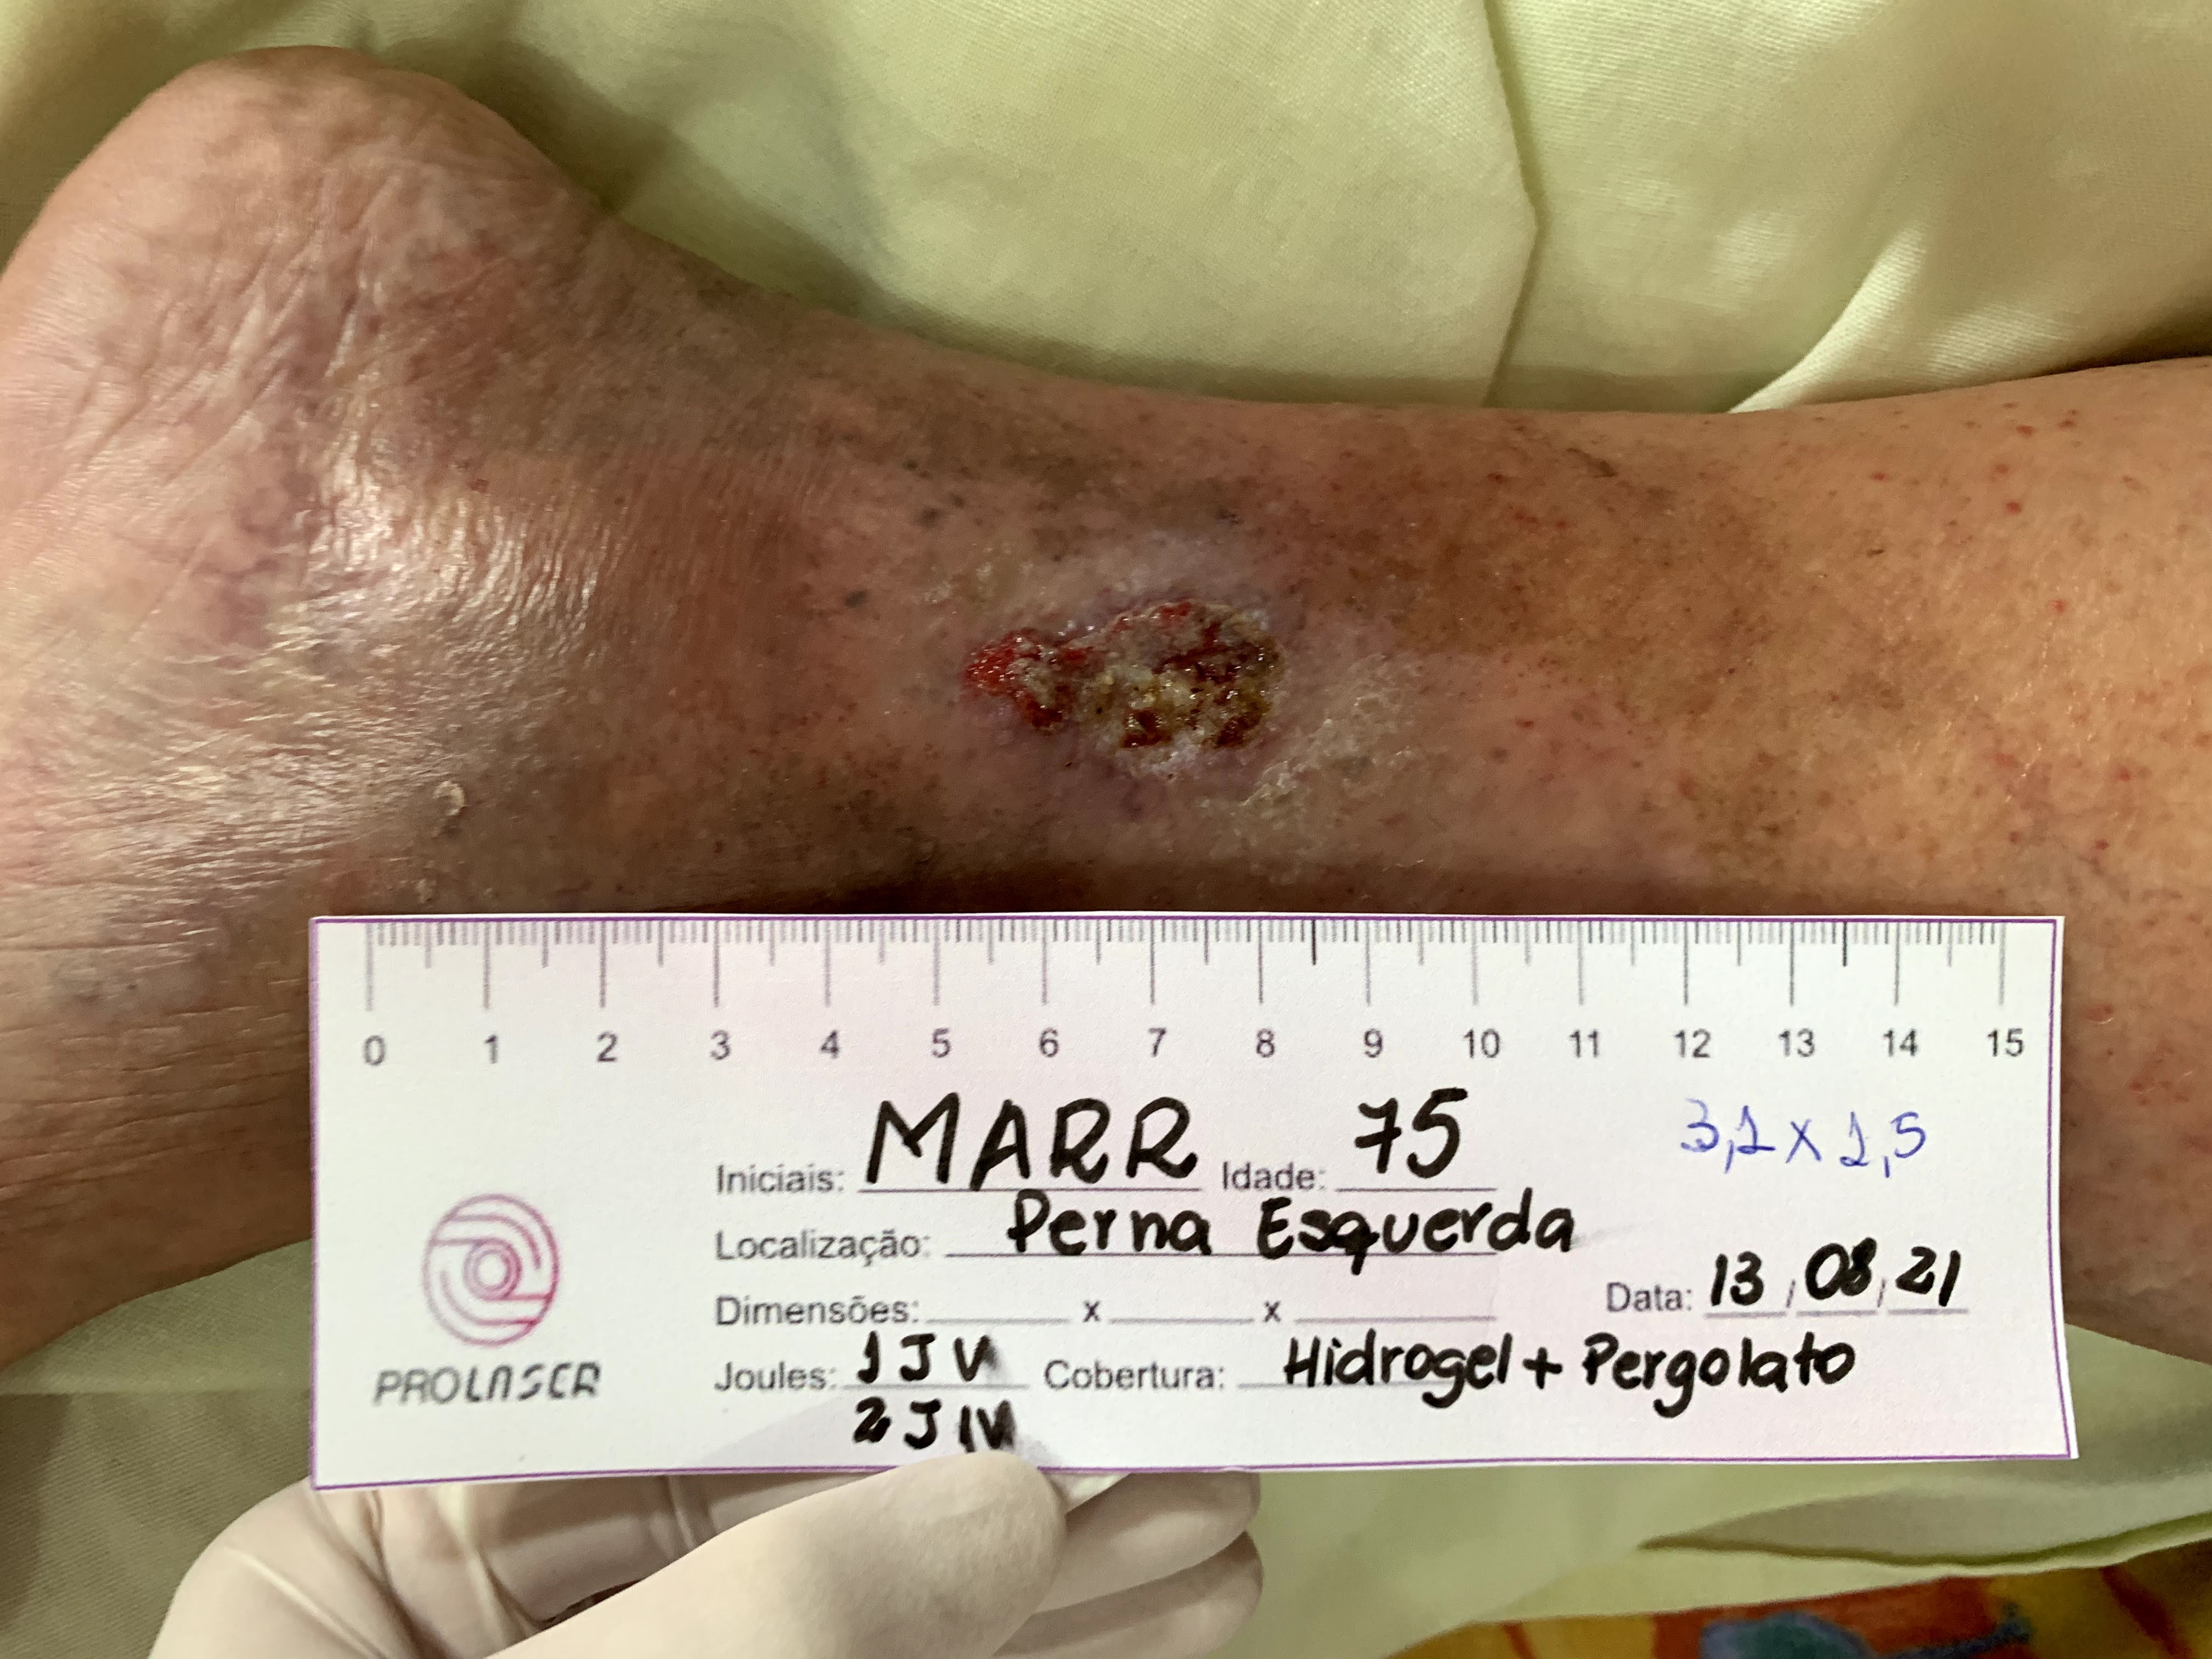 0 1 2 3 4 5 6 7 8 9 10 11 12 13 14 15
3,1 x 1,5
Iniciais: MARR Idade: 75
Localização: Perna Esquerda
Dimensões: x x
Data: 13/08/21
Joules: 1 J V Cobertura: Hidrogel + Pergolato
2 J IV
PROLASER